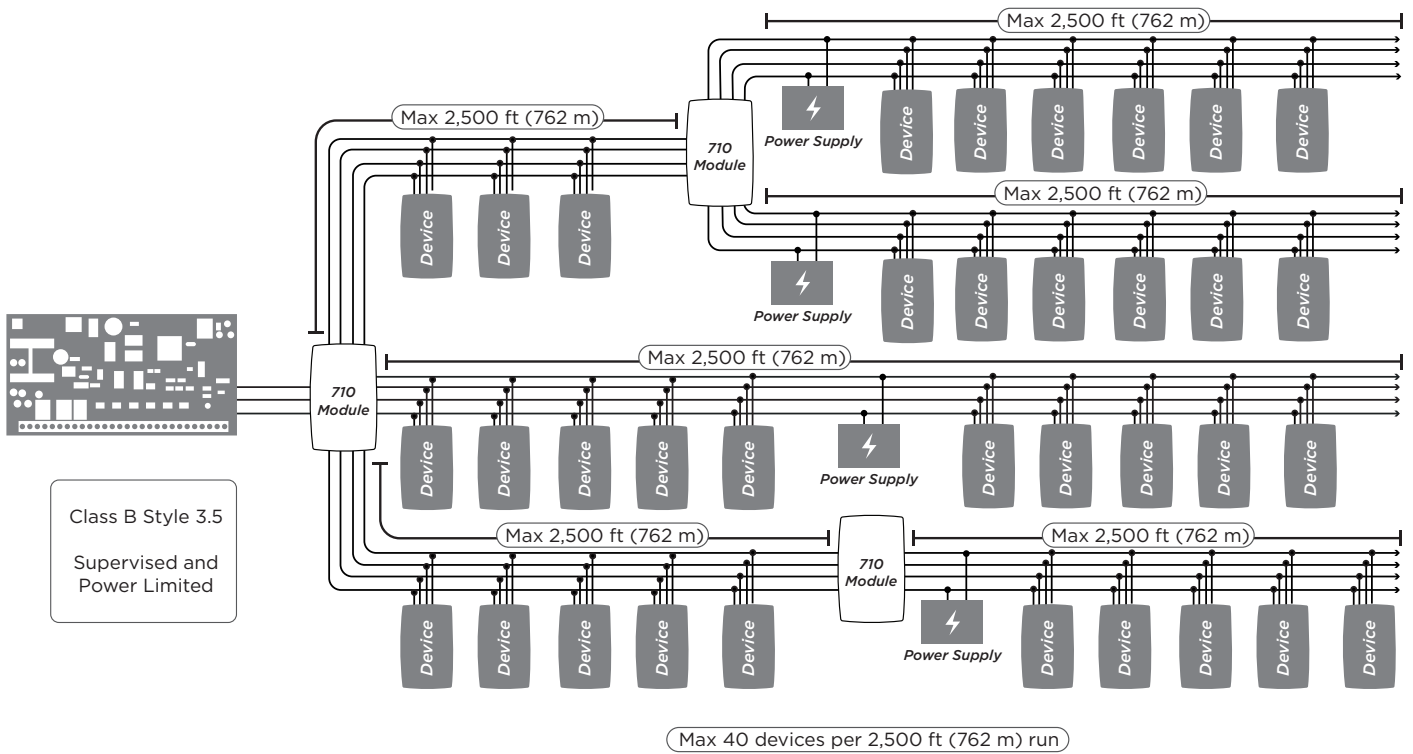 Max 2,500 ft (762 m)
Power Supply
Device
Device
Device
Device
Device
Device
Max 2,500 ft (762 m)
710
Module
Device
Device
Device
Max 2,500 ft (762 m)
Power Supply
Device
Device
Device
Device
Device
Device
710
Module
Max 2,500 ft (762 m)
Device
Device
Device
Device
Device
Power Supply
Device
Device
Device
Device
Device
Class B Style 3.5
Supervised and
Power Limited
Max 2,500 ft (762 m)
Device
Device
Device
Device
Device
710
Module
Max 2,500 ft (762 m)
Power Supply
Device
Device
Device
Device
Device
Max 40 devices per 2,500 ft (762 m) run